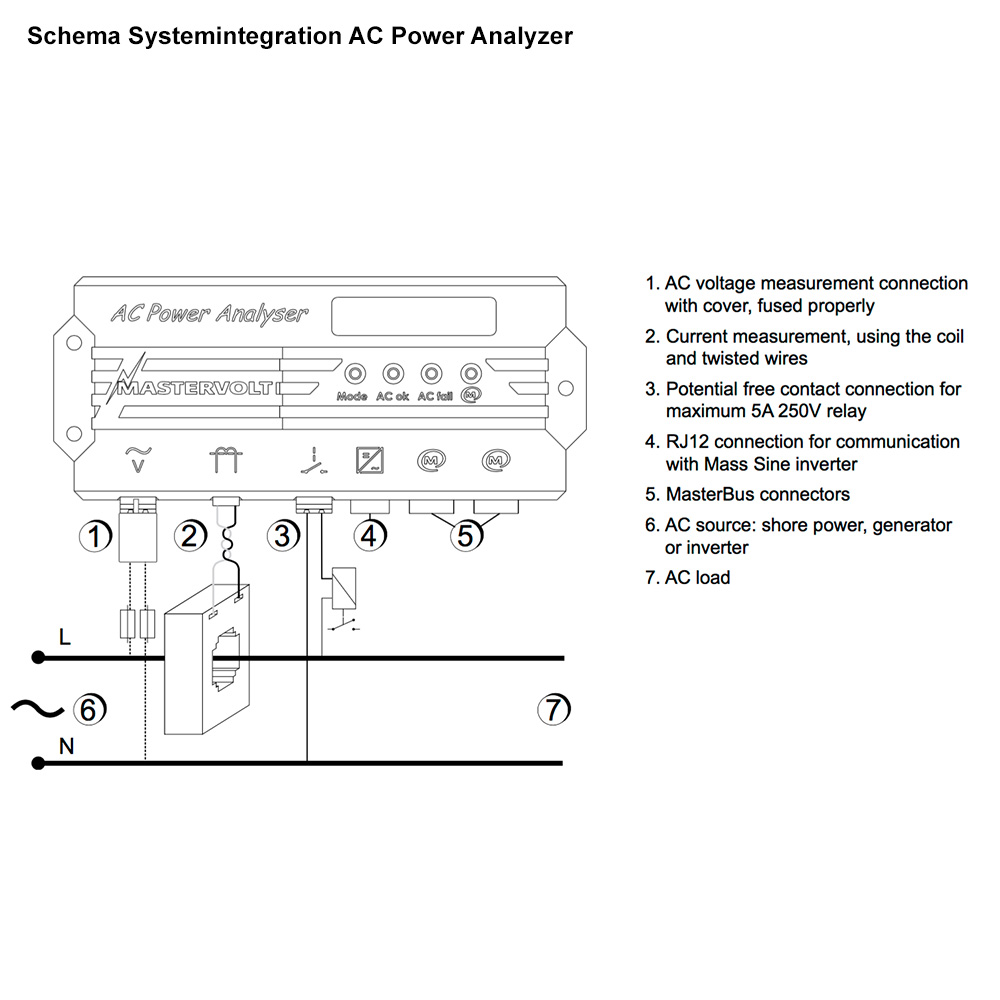 Schema Systemintegration AC Power Analyzer
AC Power Analyser
MASTERVOLT
Mode AC ok AC fail M
V M M
1 2 3 4 5
L
6 7
N
1. AC voltage measurement connection
with cover, fused properly
2. Current measurement, using the coil
and twisted wires
3. Potential free contact connection for
maximum 5A 250V relay
4. RJ12 connection for communication
with Mass Sine inverter
5. MasterBus connectors
6. AC source: shore power, generator
or inverter
7. AC load